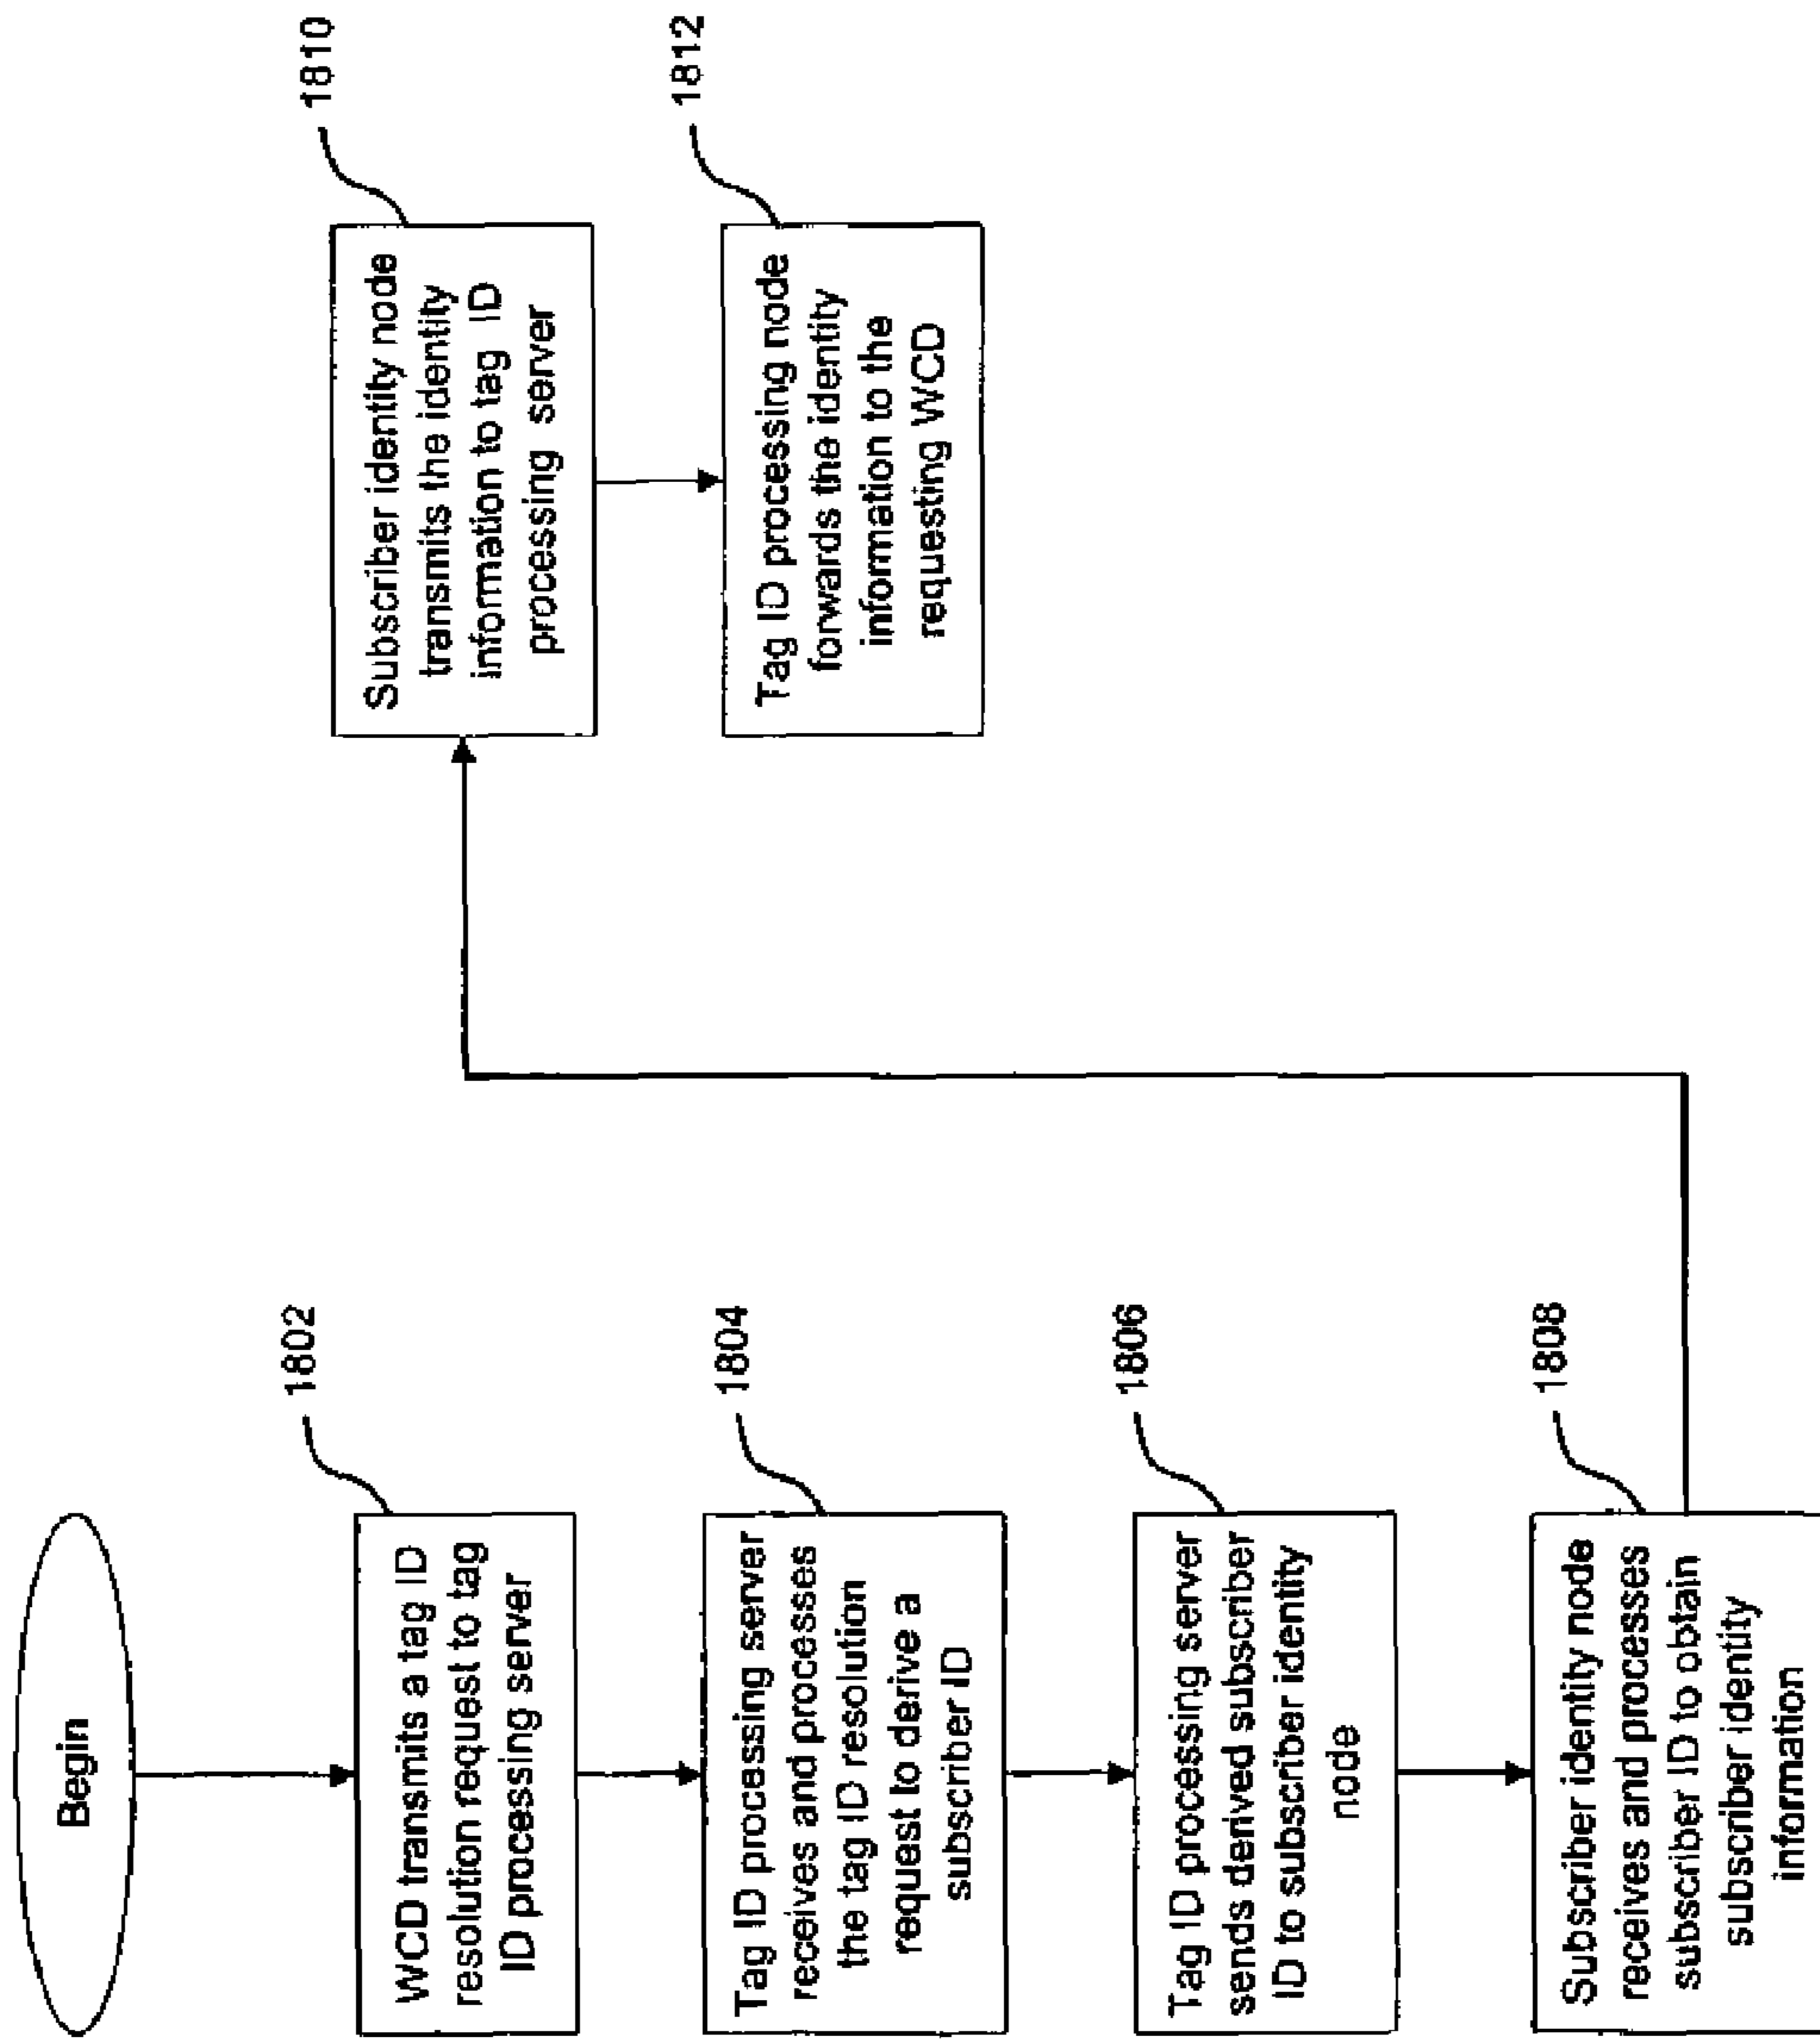 Begin
WCD transmits a tag ID
resolution request to tag
ID processing server
1802
Tag ID processing server
receives and processes
the tag ID resolution
request to derive a
subscriber ID
1804
Tag ID processing server
sends derived subscriber
ID to subscriber identity
node
1806
Subscriber identity node
receives and processes
subscriber ID to obtain
subscriber identity
information
1808
Subscriber identity node
transmits the identity
information to tag ID
processing server
1810
Tag ID processing node
forwards the identity
information to the
requesting WCD
1812